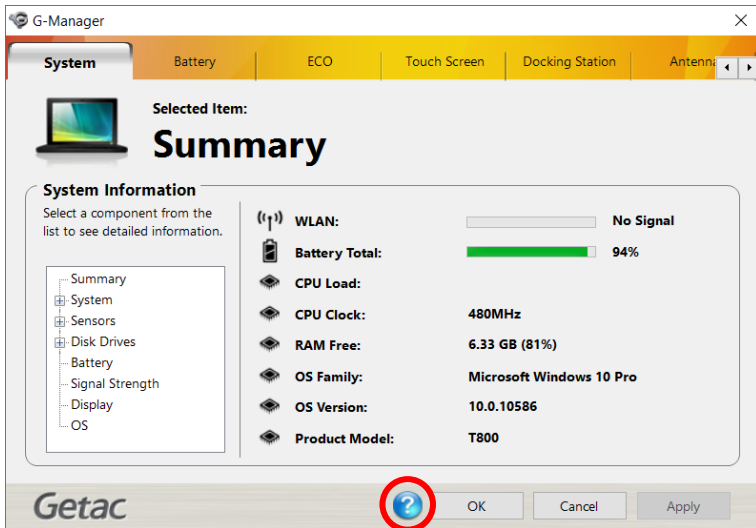 G-Manager
System
Battery
ECO
Touch Screen
Docking Station
Selected Item:
Summary
System Information
Select a component from the
list to see detailed information.
Summary
System
Sensors
Disk Drives
Battery
Signal Strength
Display
OS
WLAN: No Signal
Battery Total: 94%
CPU Load:
CPU Clock: 480MHz
RAM Free: 6.33 GB (81%)
OS Family: Microsoft Windows 10 Pro
OS Version: 10.0.10586
Product Model: T800
Getac
?
OK
Cancel
Apply